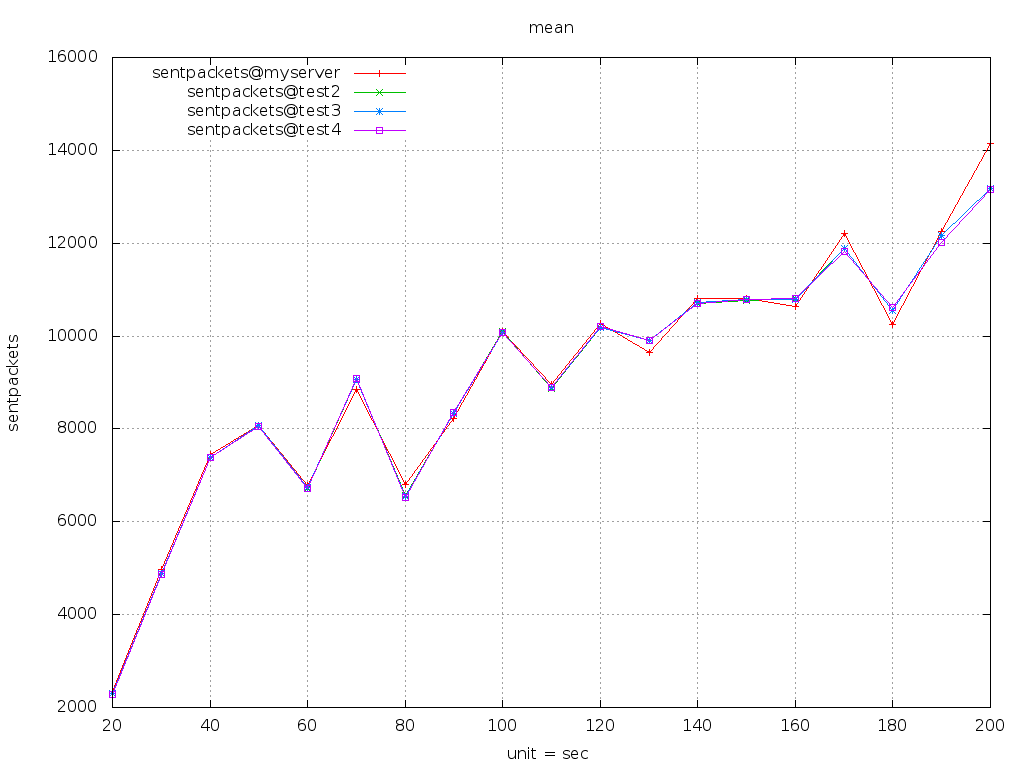 mean
16000
14000
12000
10000
8000
6000
4000
2000
sentpackets
sentpackets@myserver
sentpackets@test2
sentpackets@test3
sentpackets@test4
20 40 60 80 100 120 140 160 180 200
unit = sec